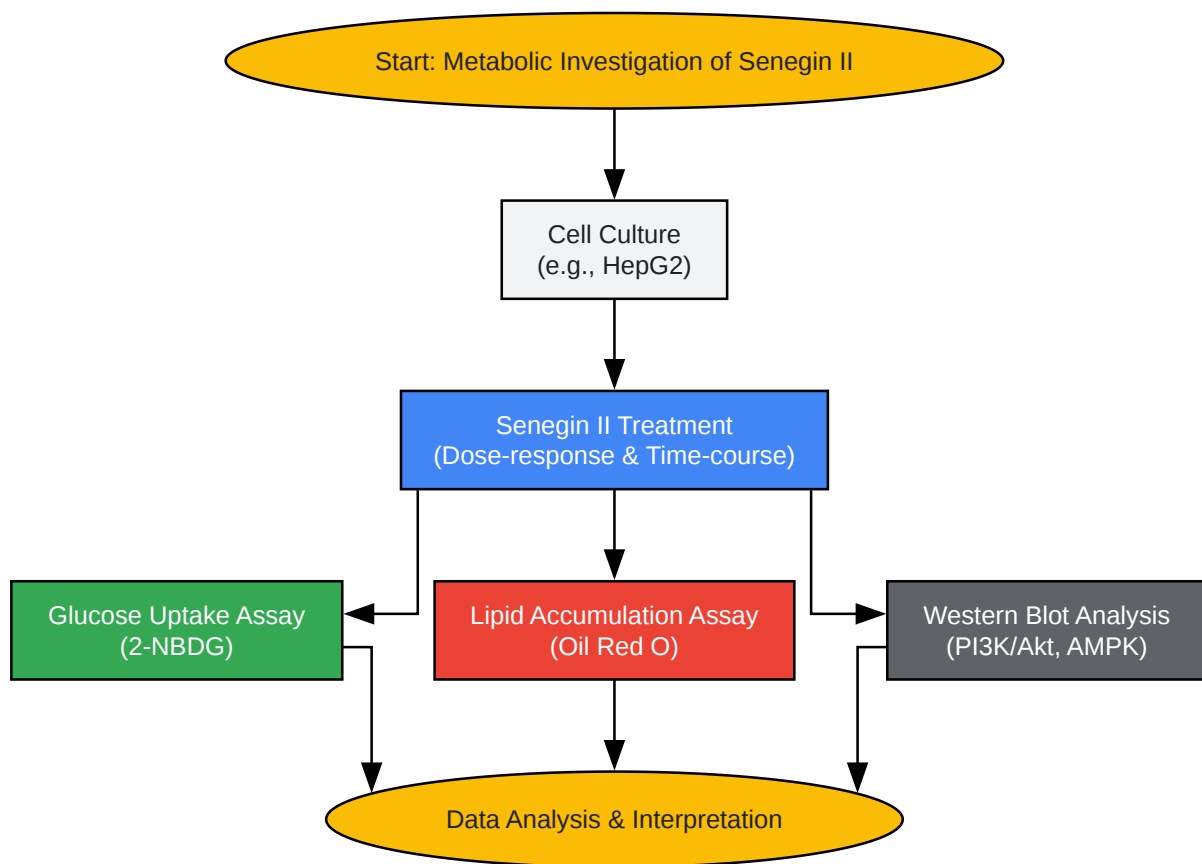 Start: Metabolic Investigation of Senegin II
Cell Culture
(e.g., HepG2)
Senegin II Treatment
(Dose-response & Time-course)
Glucose Uptake Assay
(2-NBDG)
Lipid Accumulation Assay
(Oil Red O)
Western Blot Analysis
(PI3K/Akt, AMPK)
Data Analysis & Interpretation